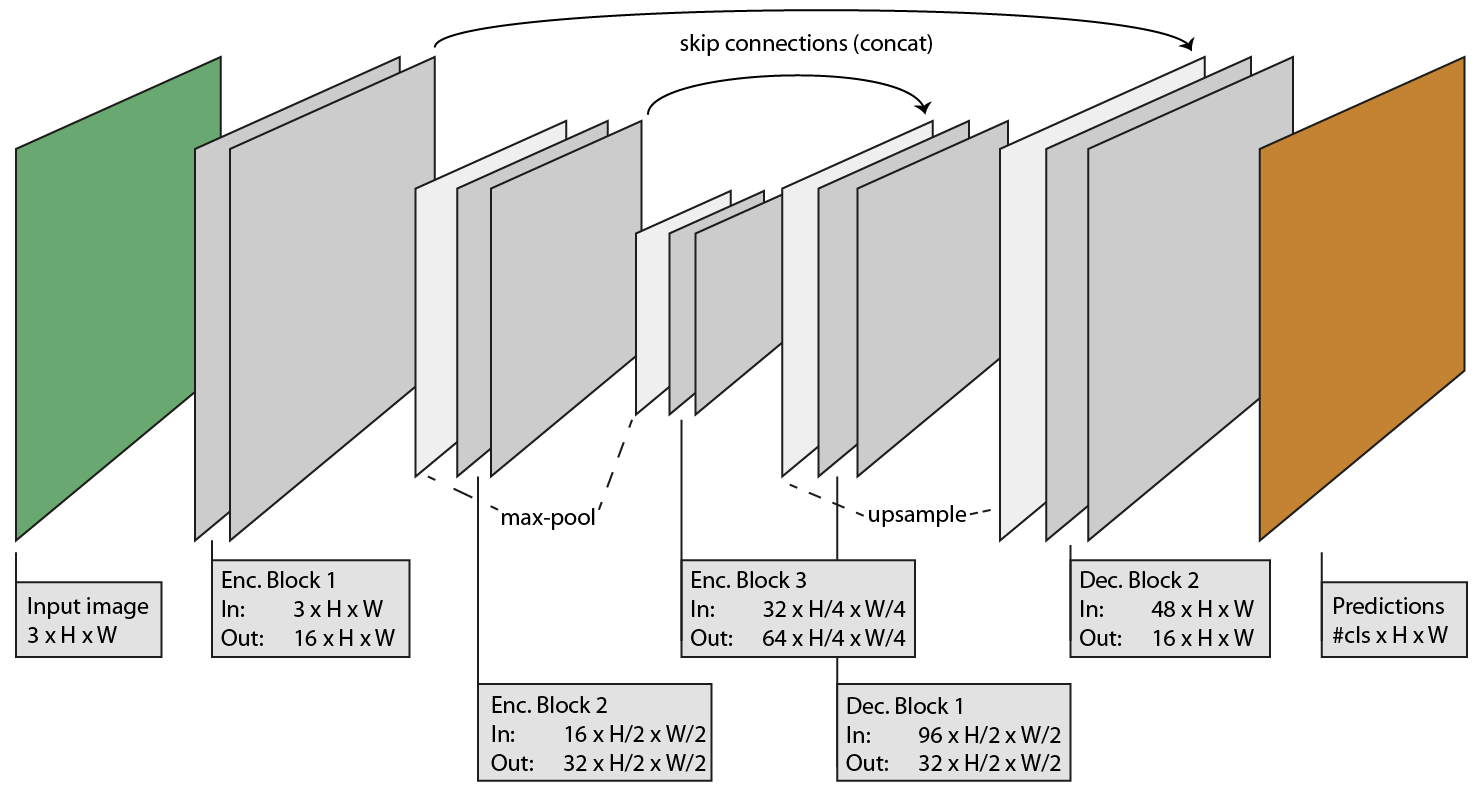 skip connections (concat)
max-pool
upsample
Input image
3 x H x W
Enc. Block 1
In: 3 x H x W
Out: 16 x H x W
Enc. Block 2
In: 16 x H/2 x W/2
Out: 32 x H/2 x W/2
Enc. Block 3
In: 32 x H/4 x W/4
Out: 64 x H/4 x W/4
Dec. Block 1
In: 96 x H/2 x W/2
Out: 32 x H/2 x W/2
Dec. Block 2
In: 48 x H x W
Out: 16 x H x W
Predictions
#cls x H x W